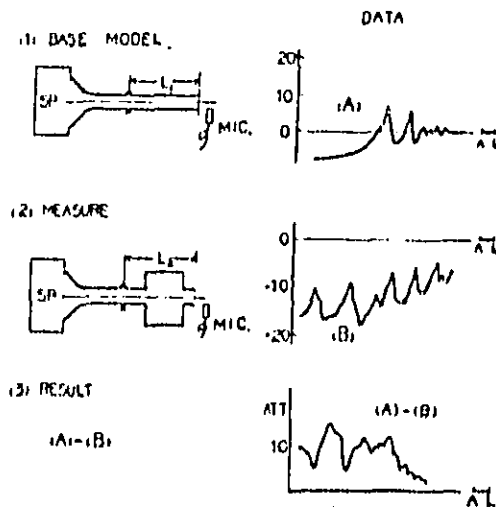 DATA
(1) BASE MODEL.
L
SP
MIC.
20
10
0
(A)
(2) MEASURE
L
SP
MIC.
0
-10
-20
(B)
(3) RESULT
(A)-(B)
ATT
10
(A)-(B)